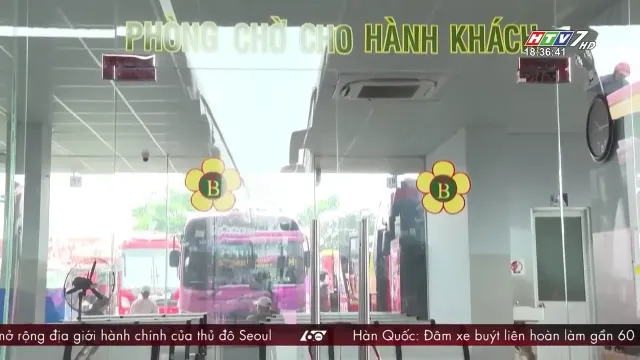 PHÒNG CHỜ CHO HÀNH KHÁCH
HTV7 HD
18:36:41
B
B
mở rộng địa giới hành chính của thủ đô Seoul
60
Hàn Quốc: Đâm xe buýt liên hoàn làm gần 60